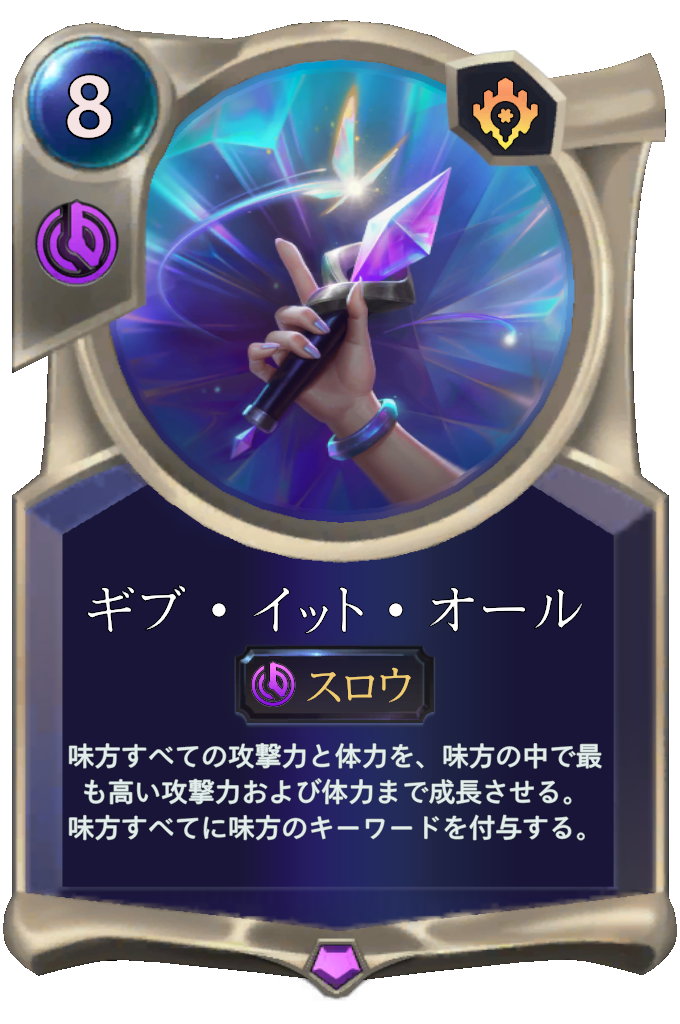 8
ギブ・イット・オール
スロウ
味方すべての攻撃力と体力を、味方の中で最
も高い攻撃力および体力まで成長させる。
味方すべてに味方のキーワードを付与する。